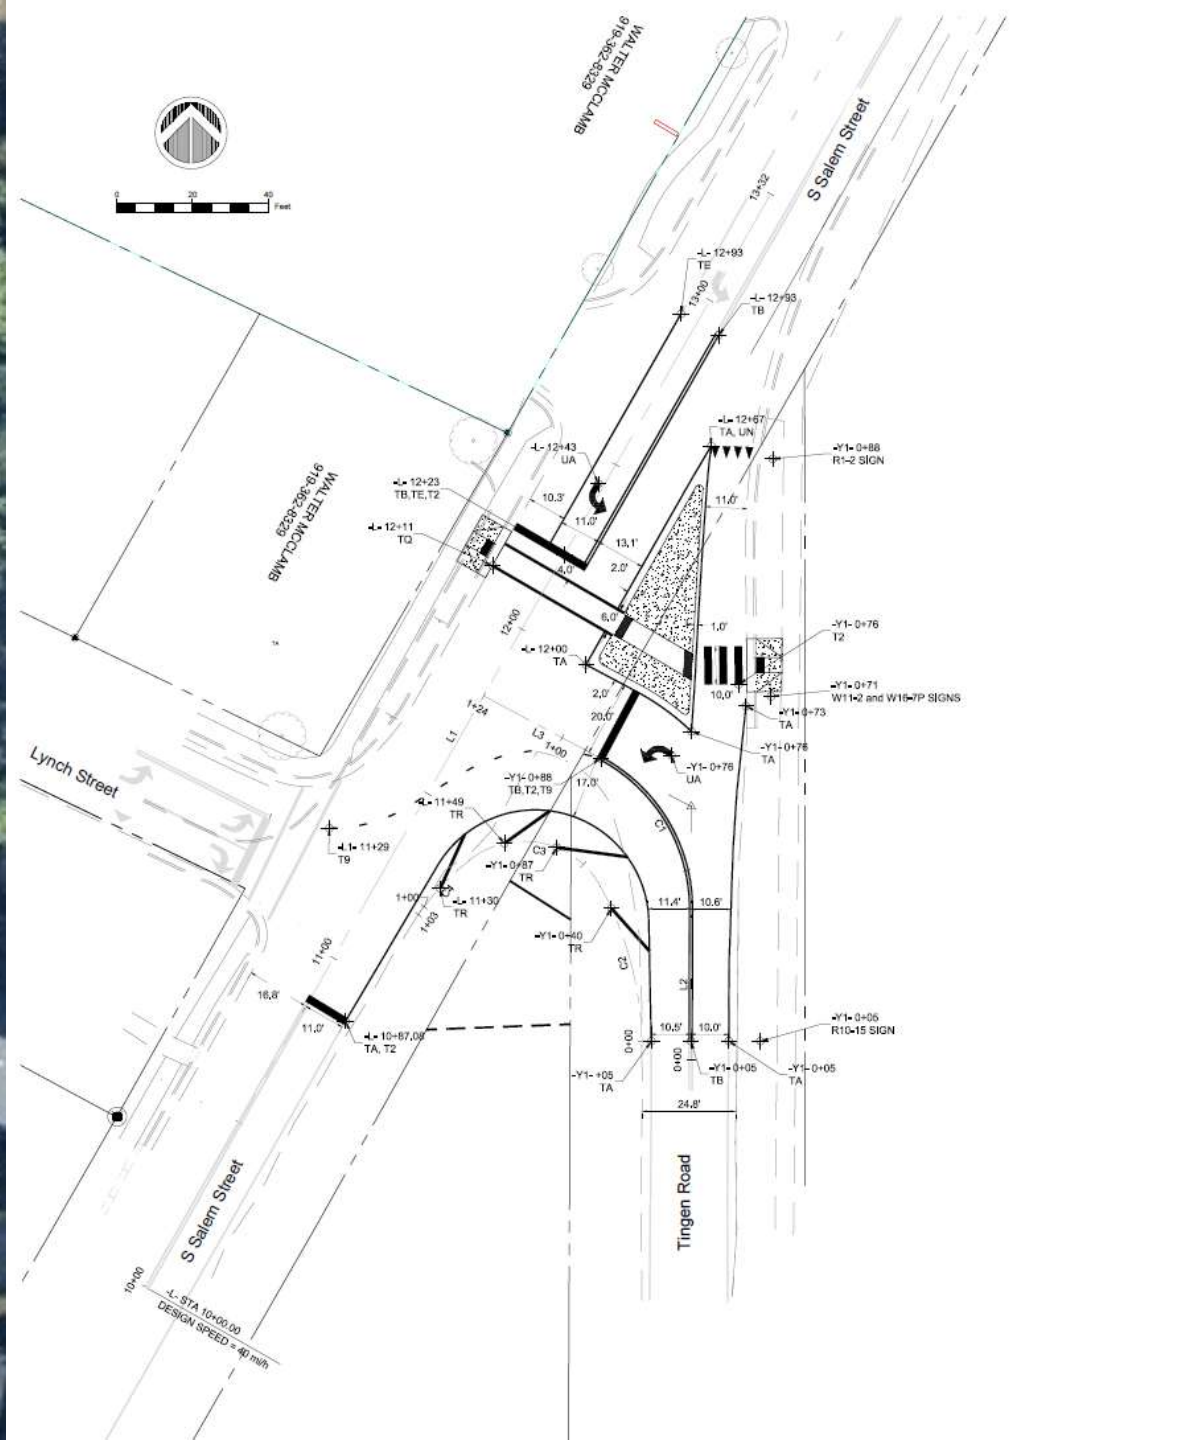 WALTER MCCLAMB
919-362-8329
S Salem Street
0 20 40
Feet
13+32
-L- 12+93
TE
13+00
-L- 12+93
TB
-L- 12+67
TA, UN
-Y1- 0+88
R1-2 SIGN
-L- 12+43
UA
-L- 12+23
TB,TE,T2
10.3'
11.0'
11.0'
WALTER MCCLAMB
919-362-8329
-L- 12+11
TQ
13.1'
4.0'
2.0'
6.0'
1.0'
12+00
-Y1- 0+76
T2
TA
-L- 12+00
TA
10.0'
-Y1- 0+71
W11-2 and W16-7P SIGNS
2.0'
20.0'
-Y1- 0+73
TA
1+24
L1
L3
1+00
-Y1- 0+76
TA
Lynch Street
-Y1- 0+88
TB,T2,T9
17.0'
-Y1- 0+76
UA
-L- 11+49
TR
C1
-L1- 11+29
T9
C3
-Y1- 0+87
TR
1+00
1+03
-L- 11+30
TR
11.4'
10.6'
-Y1- 0+40
TR
11+00
C2
L2
16.8'
11.0'
-L- 10+87.08
TA, T2
10.5'
10.0'
-Y1- 0+05
R10-15 SIGN
0+00
0+00
-Y1- +05
TA
-Y1- 0+05
TB
-Y1- 0+05
TA
24.8'
Tingen Road
S Salem Street
10+00
-L- STA 10+00.00
DESIGN SPEED = 40 mi/h